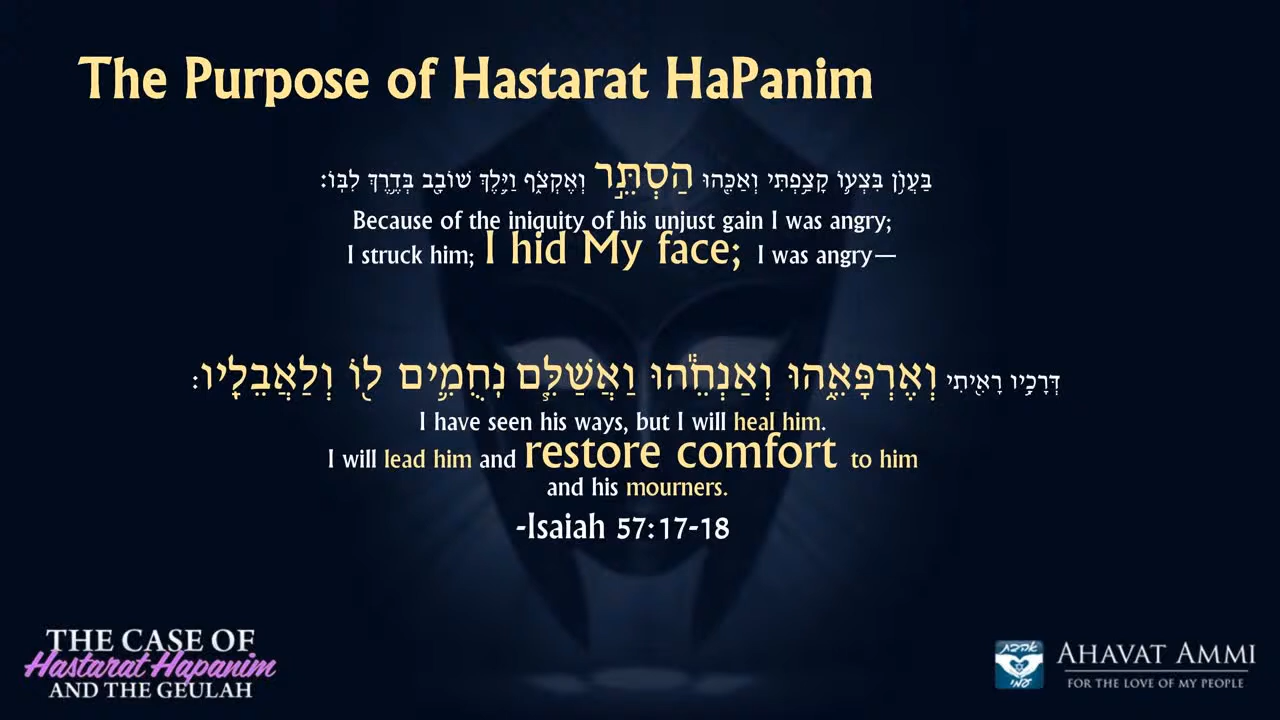 The Purpose of Hastarat HaPanim
בַּעֲוֺ֥ן בִּצְע֛וֹ קָצַ֥פְתִּי וְאַכֵּ֖הוּ הַסְתֵּ֣ר וְאֶקְצֹ֑ף וַיֵּ֥לֶךְ שׁוֹבָ֖ב בְּדֶ֥רֶךְ לִבּֽוֹ׃
Because of the iniquity of his unjust gain I was angry;
I struck him; I hid My face; I was angry—
דְּרָכָ֥יו רָאִ֖יתִי וְאֶרְפָּאֵ֑הוּ וְאַנְחֵ֕הוּ וַאֲשַׁלֵּ֧ם נִֽחֻמִ֛ים ל֖וֹ וְלַאֲבֵלָֽיו׃
I have seen his ways, but I will heal him.
I will lead him and restore comfort to him
and his mourners.
-Isaiah 57:17-18
THE CASE OF
Hastarat Hapanim
AND THE GEULAH
אהבת
עמי
AHAVAT AMMI
FOR THE LOVE OF MY PEOPLE